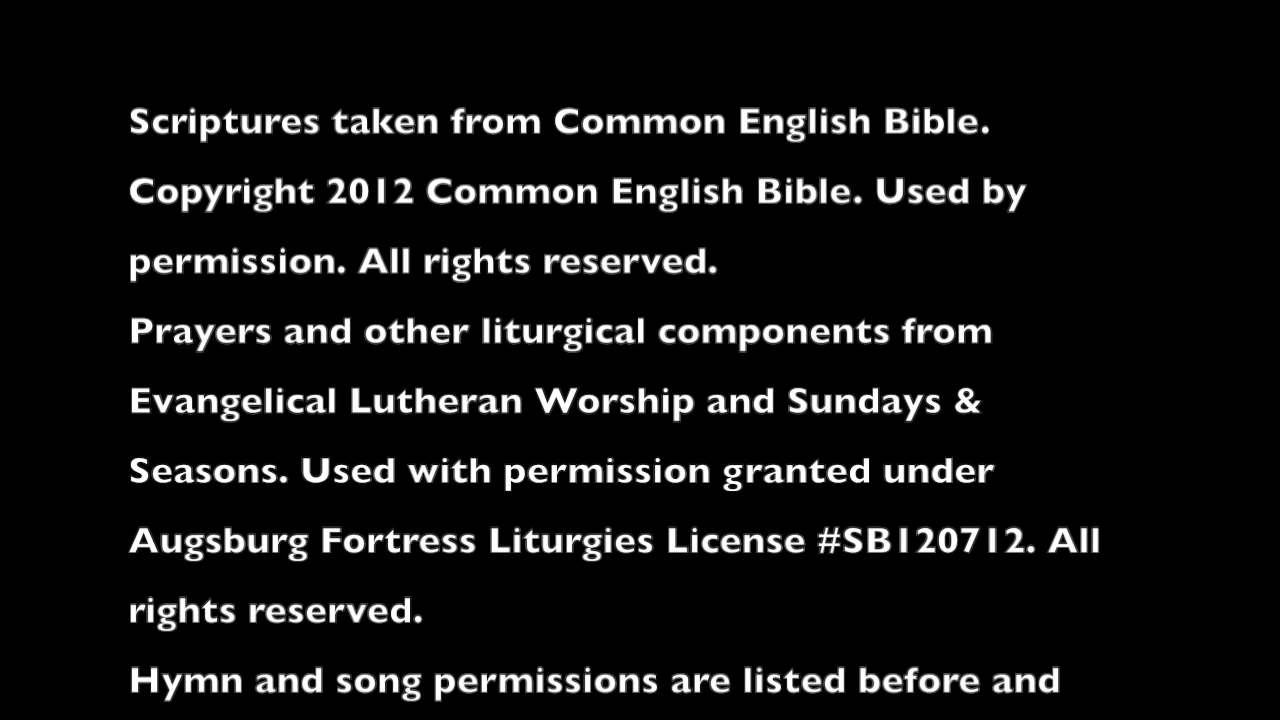 Scriptures taken from Common English Bible.
Copyright 2012 Common English Bible. Used by
permission. All rights reserved.
Prayers and other liturgical components from
Evangelical Lutheran Worship and Sundays &
Seasons. Used with permission granted under
Augsburg Fortress Liturgies License #SB120712. All
rights reserved.
Hymn and song permissions are listed before and